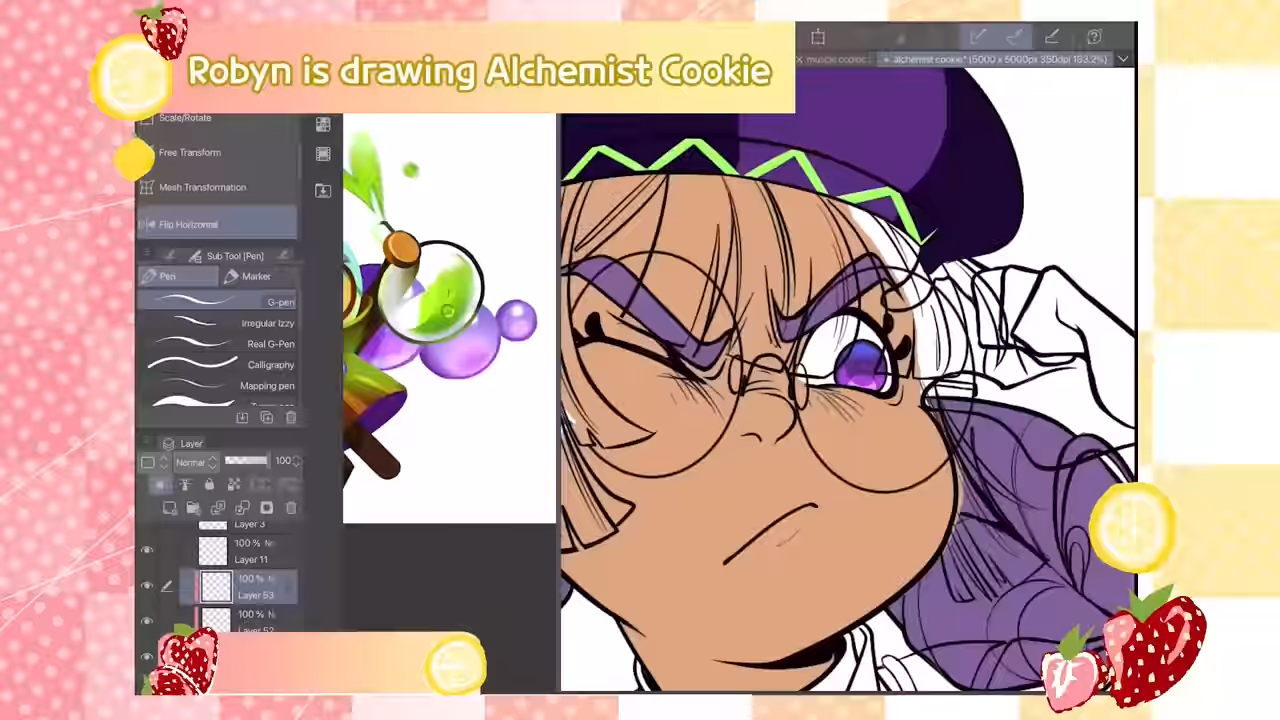 Robyn is drawing Alchemist Cookie
alchemist cookie* (5000 x 5000px 350dpi 183.2%)
Scale/Rotate
Free Transform
Mesh Transformation
Flip Horizontal
Sub Tool [Pen]
Pen
Marker
G-pen
Irregular Izzy
Real G-Pen
Calligraphy
Mapping pen
Layer
Normal
100
Layer 3
100 %
Layer 11
100 %
Layer 53
100 %
Layer 52